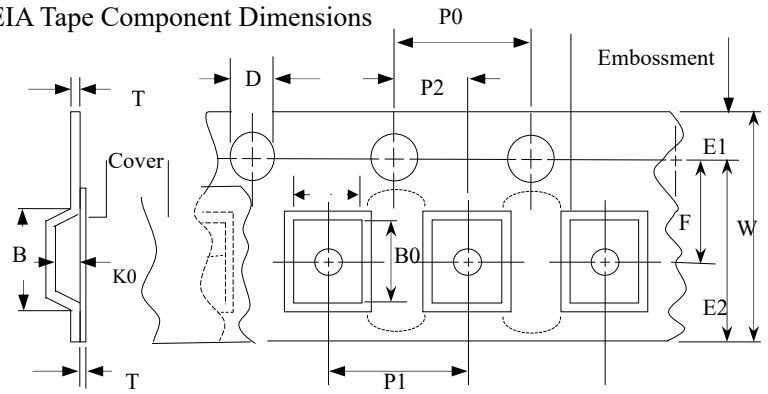 EIA Tape Component Dimensions
P0
Embossment
D
P2
T
E1
Cover
F
W
B
B0
K0
E2
P1
T